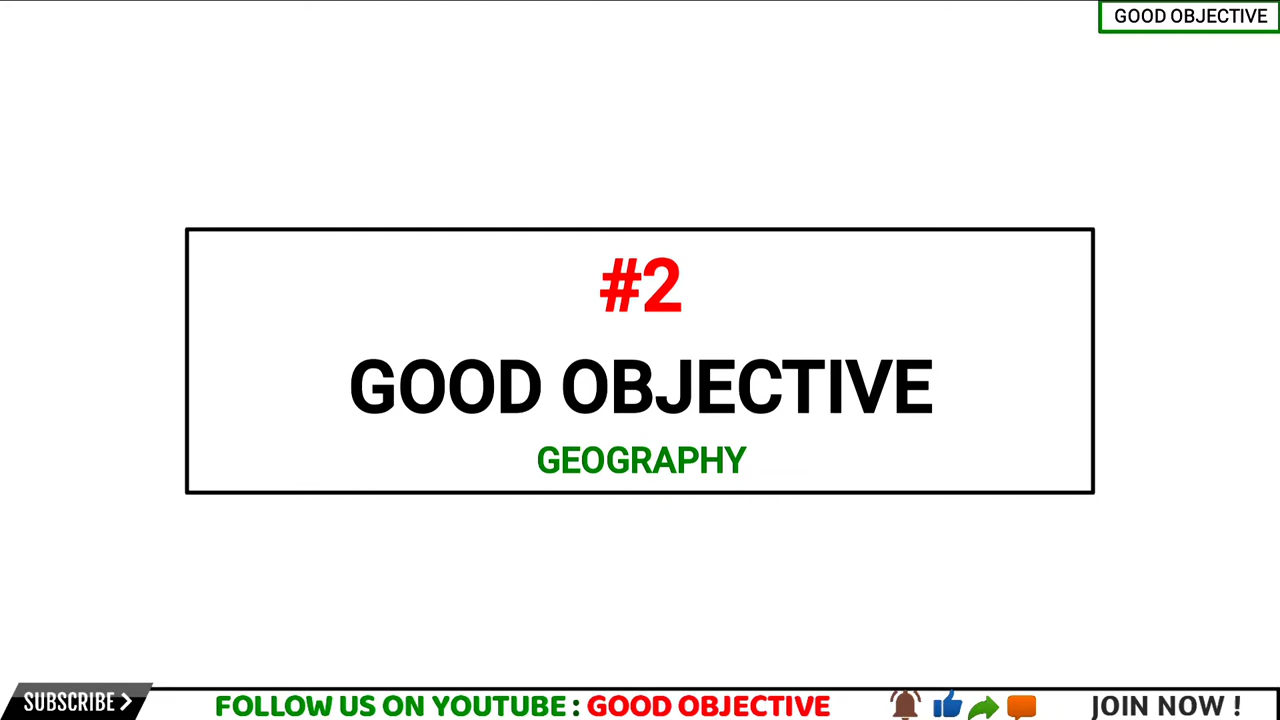 GOOD OBJECTIVE
#2
GOOD OBJECTIVE
GEOGRAPHY
SUBSCRIBE >
FOLLOW US ON YOUTUBE : GOOD OBJECTIVE
JOIN NOW !